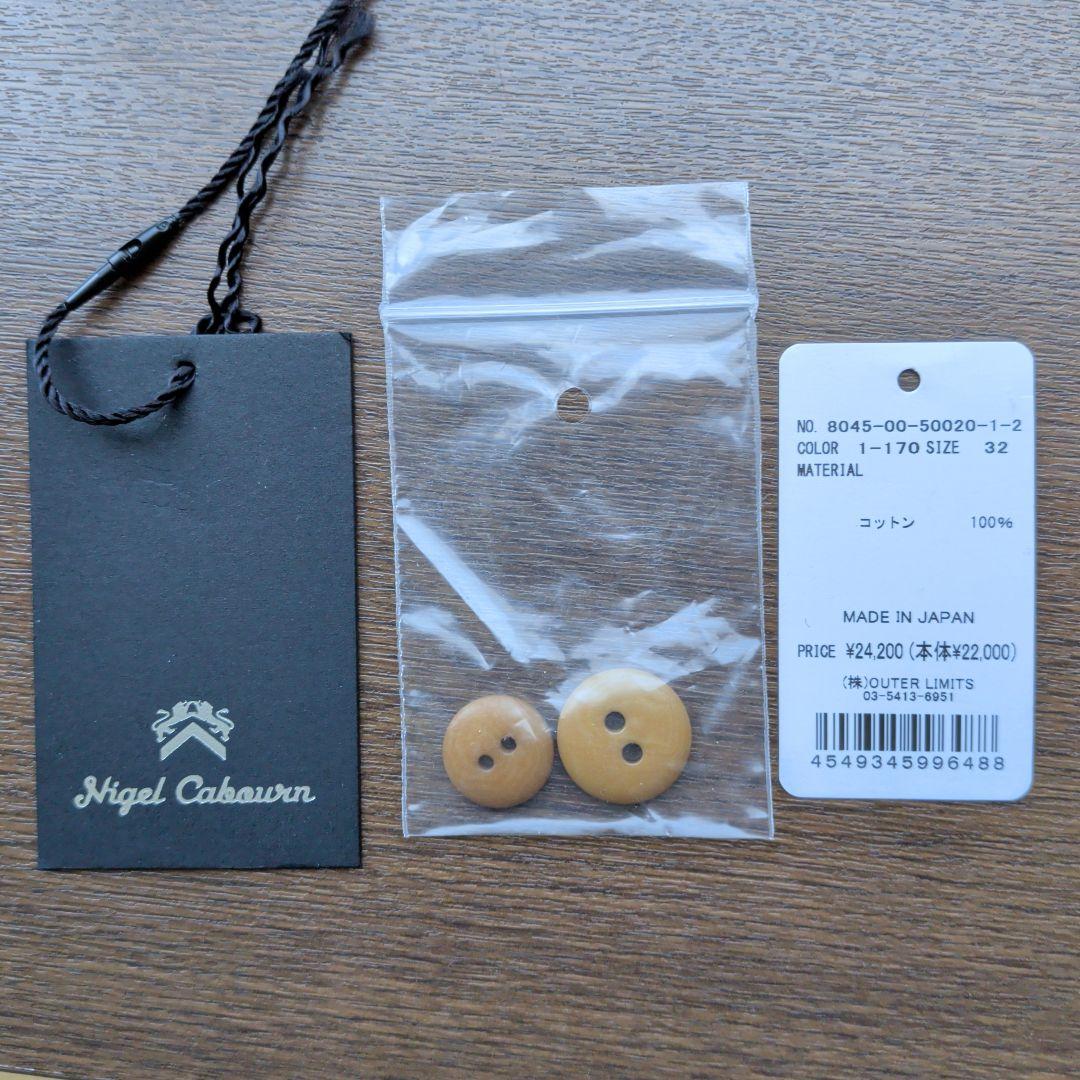 Nigel Cabourn
NO. 8045-00-50020-1-2
COLOR 1-170 SIZE 32
MATERIAL
コットン 100%
MADE IN JAPAN
PRICE ¥24,200 (本体¥22,000)
(株)OUTER LIMITS
03-5413-6951
4549345996488